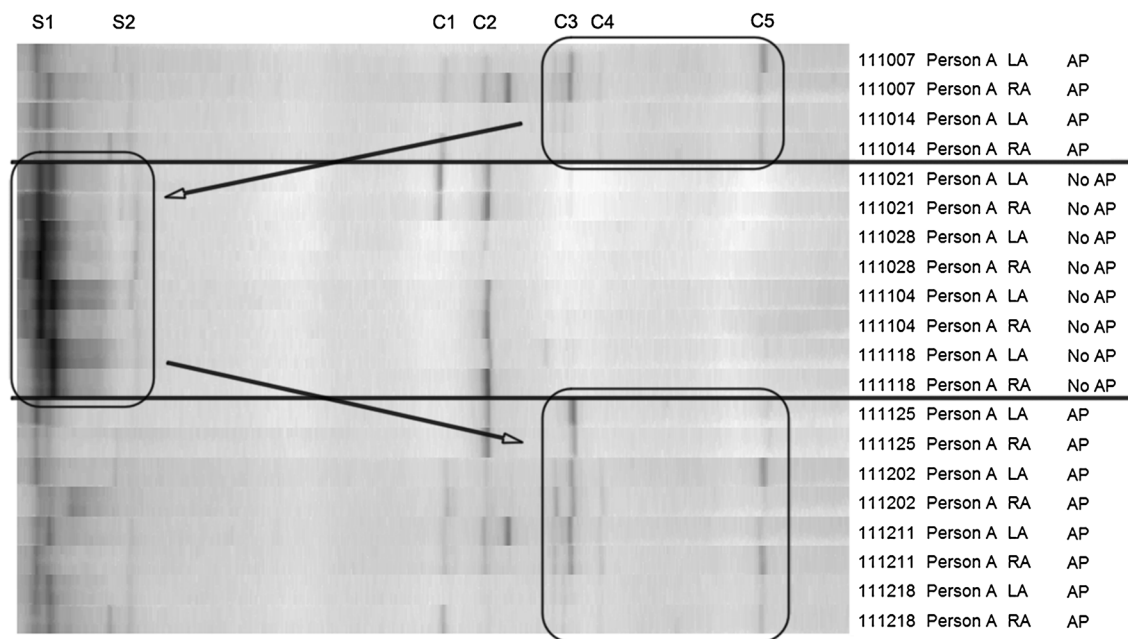 S1 S2 C1 C2 C3 C4 C5
111007 Person A LA AP
111007 Person A RA AP
111014 Person A LA AP
111014 Person A RA AP
111021 Person A LA No AP
111021 Person A RA No AP
111028 Person A LA No AP
111028 Person A RA No AP
111104 Person A LA No AP
111104 Person A RA No AP
111118 Person A LA No AP
111118 Person A RA No AP
111125 Person A LA AP
111125 Person A RA AP
111202 Person A LA AP
111202 Person A RA AP
111211 Person A LA AP
111211 Person A RA AP
111218 Person A LA AP
111218 Person A RA AP